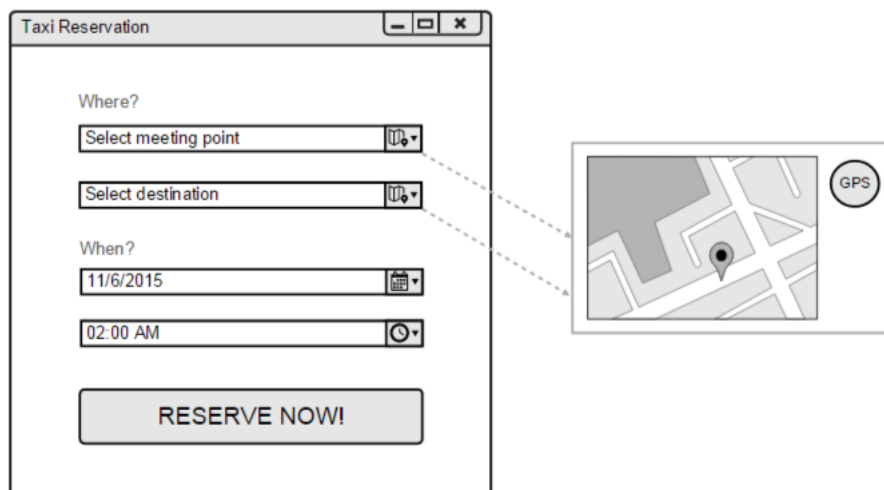 Taxi Reservation
Where?
Select meeting point
Select destination
When?
11/6/2015
02:00 AM
RESERVE NOW!
GPS